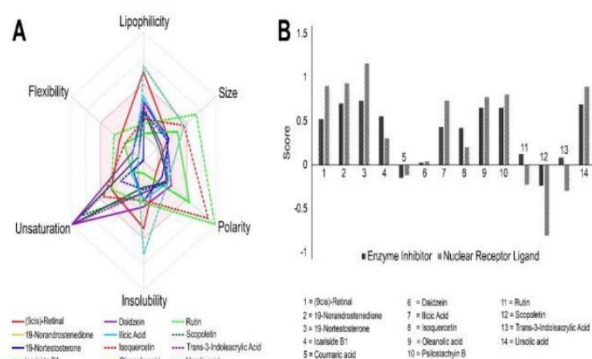 A
Lipophilicity
Flexibility
Size
Unsaturation
Polarity
Insolubility
(9cis)-Retinal
Daidzein
Rutin
19-Norandrostenedione
Ilicic Acid
Scopoletin
19-Nortestosterone
Isoquercetin
Trans-3-Indoleacrylic Acid
B
1.5
1
0.5
0
-0.5
-1
Score
1
2
3
4
5
6
7
8
9
10
11
12
13
14
Enzyme Inhibitor
Nuclear Receptor Ligand
1 = (9cis)-Retinal
2 = 19-Norandrostenedione
3 = 19-Nortestosterone
4 = Icariside B1
5 = Coumaric acid
6 = Daidzein
7 = Ilicic Acid
8 = Isoquercetin
9 = Oleanolic acid
10 = Psilostachyin B
11 = Rutin
12 = Scopoletin
13 = Trans-3-Indoleacrylic Acid
14 = Ursolic acid